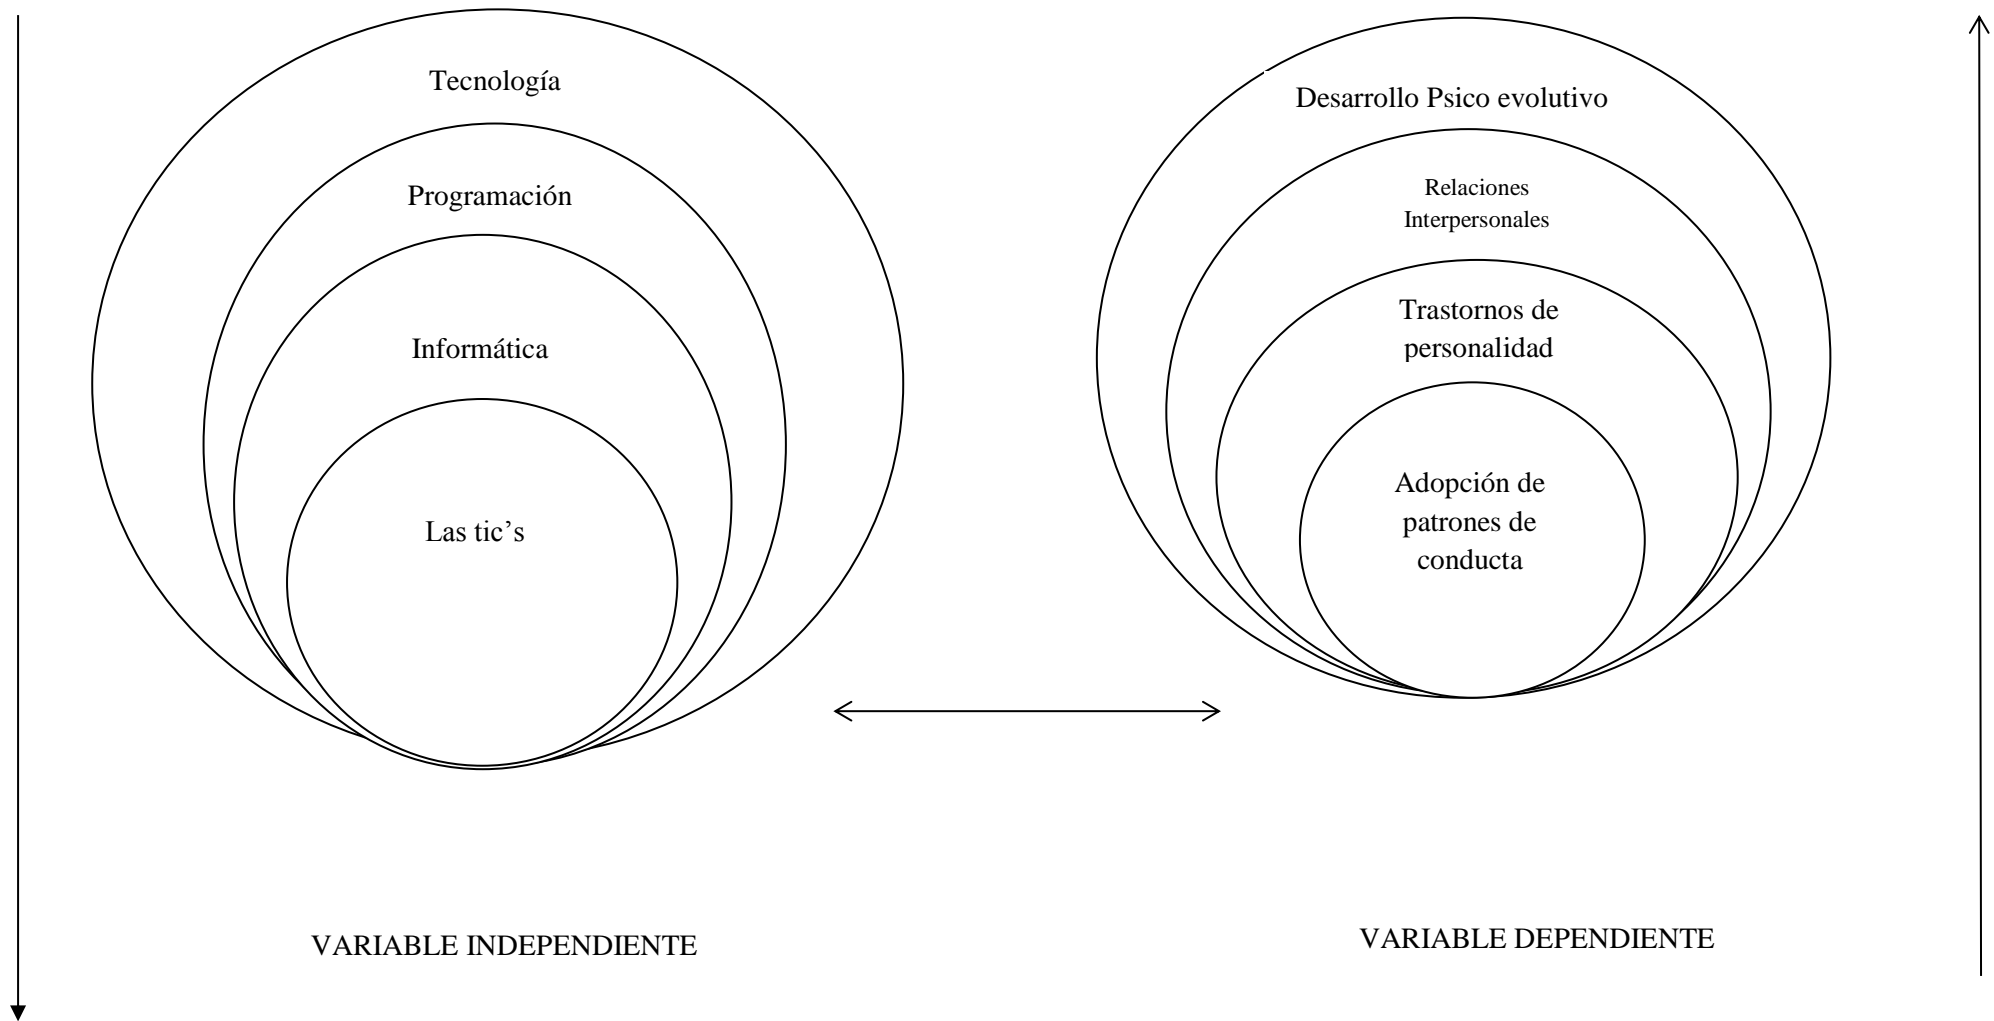 Tecnología
Programación
Informática
Las tic’s
VARIABLE INDEPENDIENTE
Desarrollo Psico evolutivo
Relaciones
Interpersonales
Trastornos de
personalidad
Adopción de
patrones de
conducta
VARIABLE DEPENDIENTE